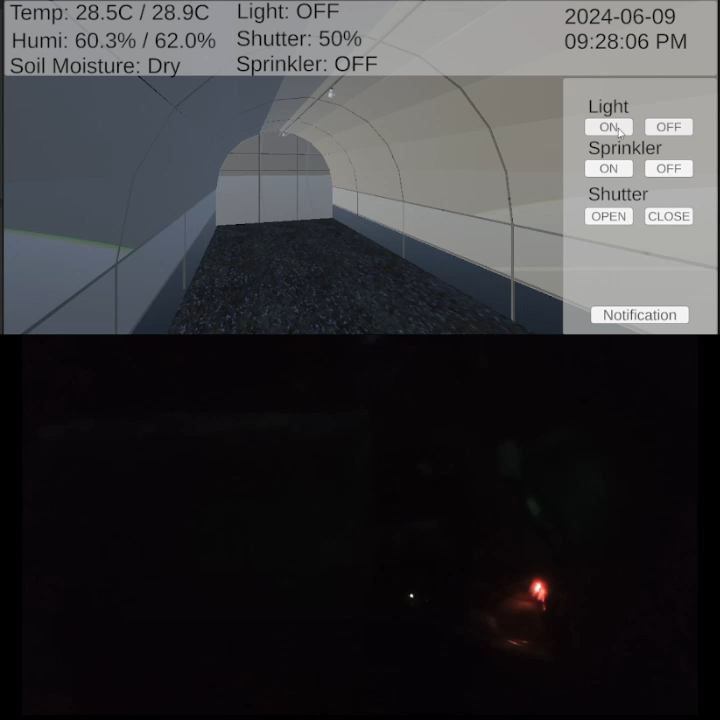 Temp: 28.5C / 28.9C
Humi: 60.3% / 62.0%
Soil Moisture: Dry
Light: OFF
Shutter: 50%
Sprinkler: OFF
2024-06-09
09:28:06 PM
Light
ON OFF
Sprinkler
ON OFF
Shutter
OPEN CLOSE
Notification